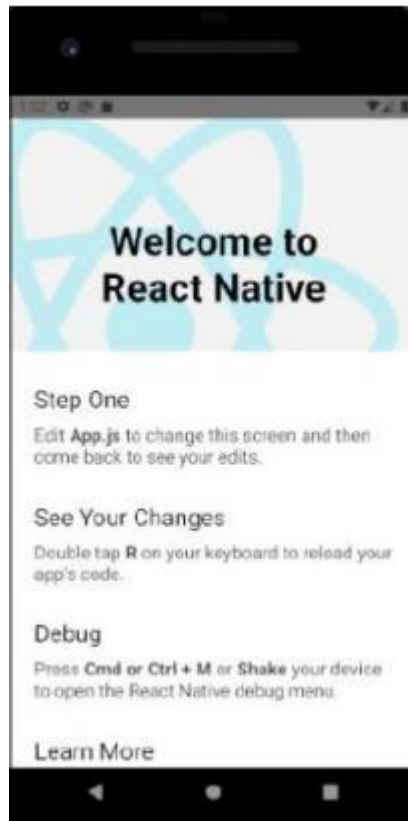 Welcome to
React Native
Step One
Edit App.js to change this screen and then
come back to see your edits.
See Your Changes
Double tap R on your keyboard to reload your
app's code.
Debug
Press Cmd or Ctrl + M or Shake your device
to open the React Native debug menu.
Learn More